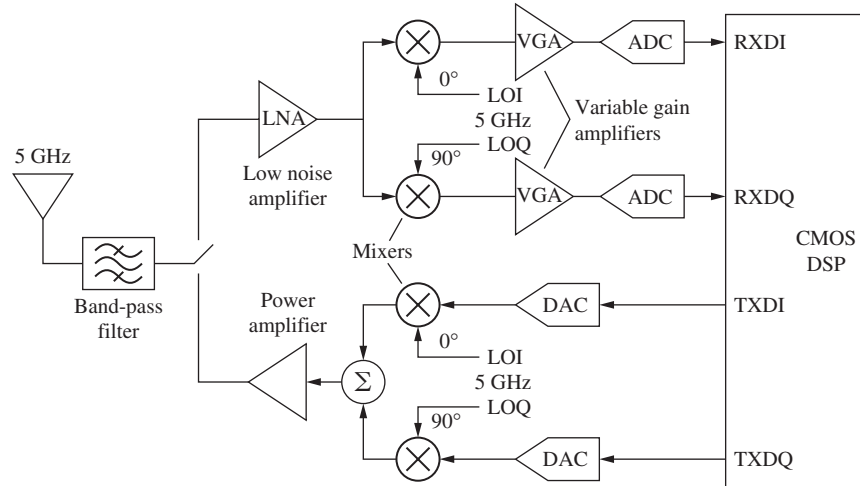 VGA
ADC
RXDI
0°
LOI
5 GHz
LOQ
90°
Variable gain
amplifiers
LNA
Low noise
amplifier
5 GHz
VGA
ADC
RXDQ
CMOS
DSP
Mixers
Band-pass
filter
Power
amplifier
DAC
TXDI
0°
LOI
5 GHz
LOQ
90°
Σ
DAC
TXDQ